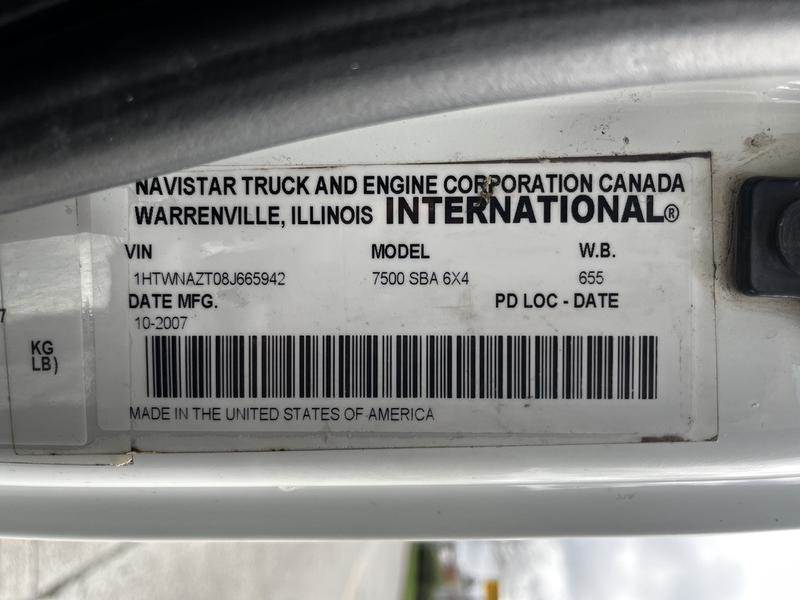 NAVISTAR TRUCK AND ENGINE CORPORATION CANADA
WARRENVILLE, ILLINOIS INTERNATIONAL®
VIN MODEL W.B.
1HTWNAZT08J665942 7500 SBA 6X4 655
DATE MFG. PD LOC - DATE
10-2007
MADE IN THE UNITED STATES OF AMERICA
7
KG
LB)